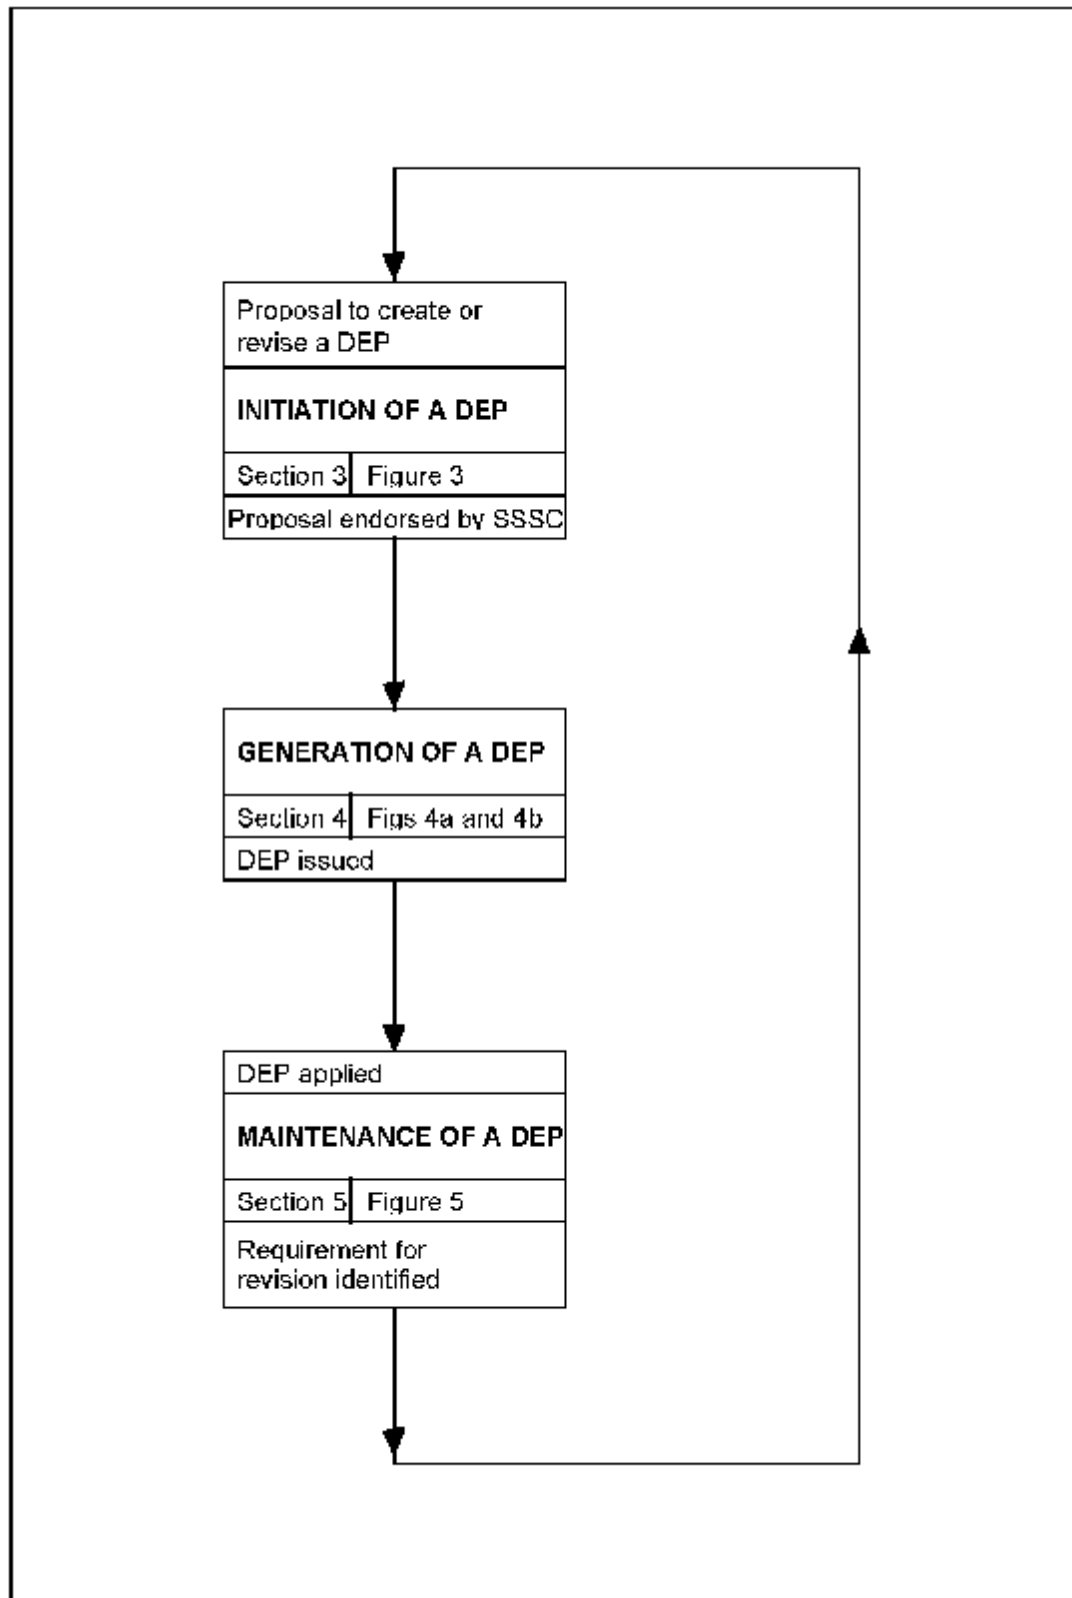 Proposal to create or
revise a DEP
INITIATION OF A DEP
Section 3 Figure 3
Proposal endorsed by SSSC
GENERATION OF A DEP
Section 4 Figs 4a and 4b
DEP issued
DEP applied
MAINTENANCE OF A DEP
Section 5 Figure 5
Requirement for
revision identified